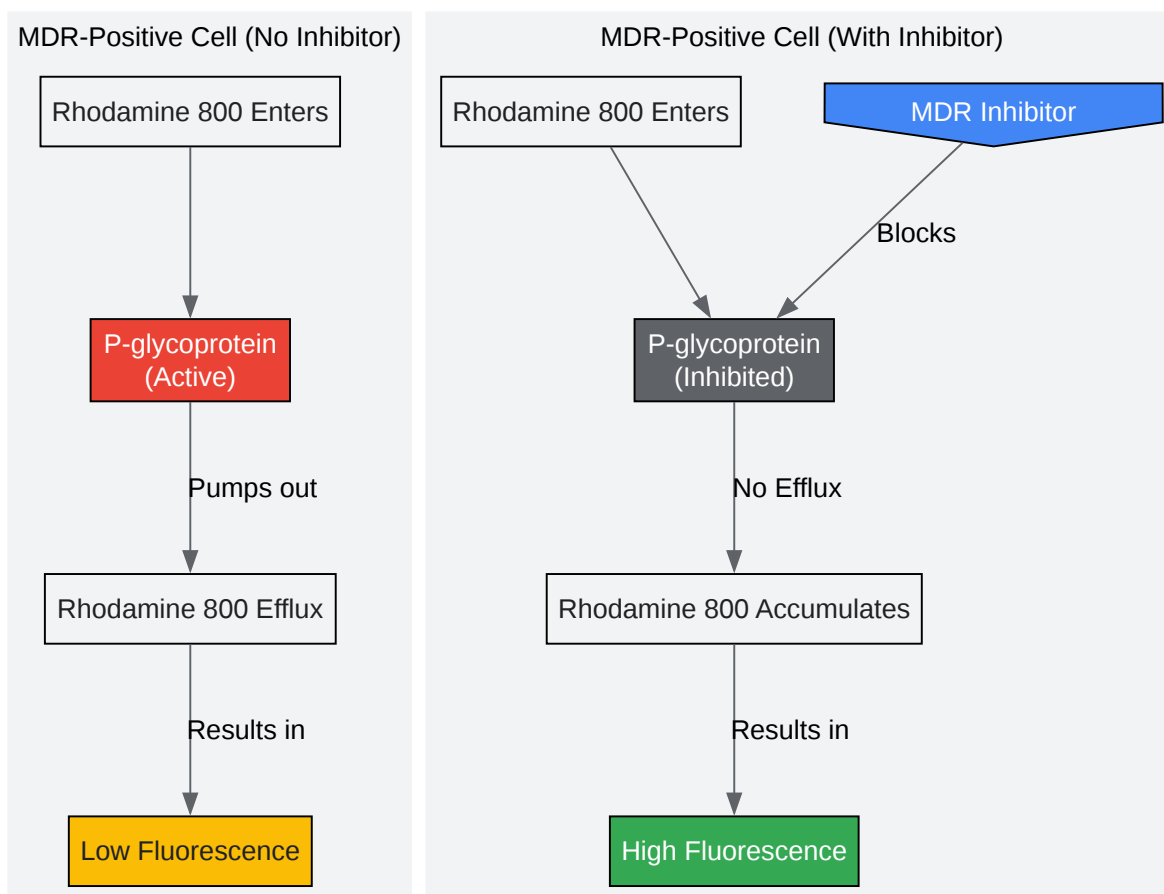 MDR-Positive Cell (No Inhibitor)
Rhodamine 800 Enters
P-glycoprotein
(Active)
Pumps out
Rhodamine 800 Efflux
Results in
Low Fluorescence
MDR-Positive Cell (With Inhibitor)
Rhodamine 800 Enters
MDR Inhibitor
Blocks
P-glycoprotein
(Inhibited)
No Efflux
Rhodamine 800 Accumulates
Results in
High Fluorescence